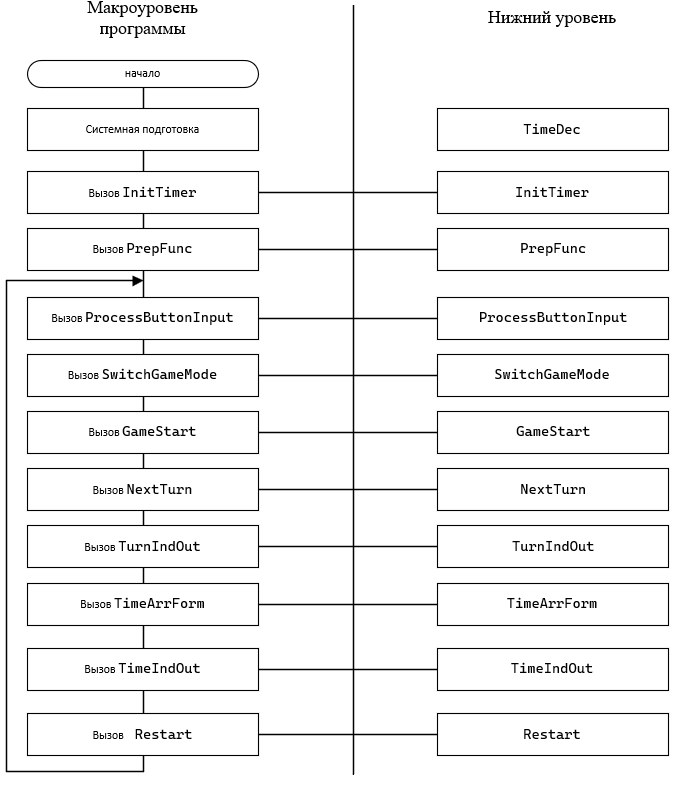 Макроуровень
программы
Нижний уровень
начало
Системная подготовка
TimeDec
Вызов InitTimer
InitTimer
Вызов PrepFunc
PrepFunc
Вызов ProcessButtonInput
ProcessButtonInput
Вызов SwitchGameMode
SwitchGameMode
Вызов GameStart
GameStart
Вызов NextTurn
NextTurn
Вызов TurnIndOut
TurnIndOut
Вызов TimeArrForm
TimeArrForm
Вызов TimeIndOut
TimeIndOut
Вызов Restart
Restart